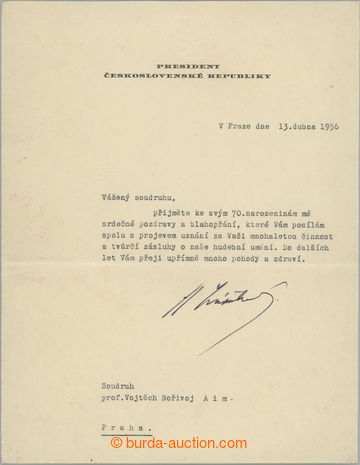 PRESIDENT
ČESKOSLOVENSKÉ REPUBLIKY
V Praze dne 13.dubna 1956
Vážený soudruhu,
přijměte ke svým 70.narozeninám mé
srdečné pozdravy a blahopřání, které Vám posílám
spolu s projevem uznání za Vaši mnohaletou činnost
a tvůrčí zásluhy o naše hudební umění. Do dalších
let Vám přeji upřímně mnoho pohody a zdraví.
Soudruh
prof.Vojtěch Bořivoj A i m.
P r a h a .
burda-auction.com